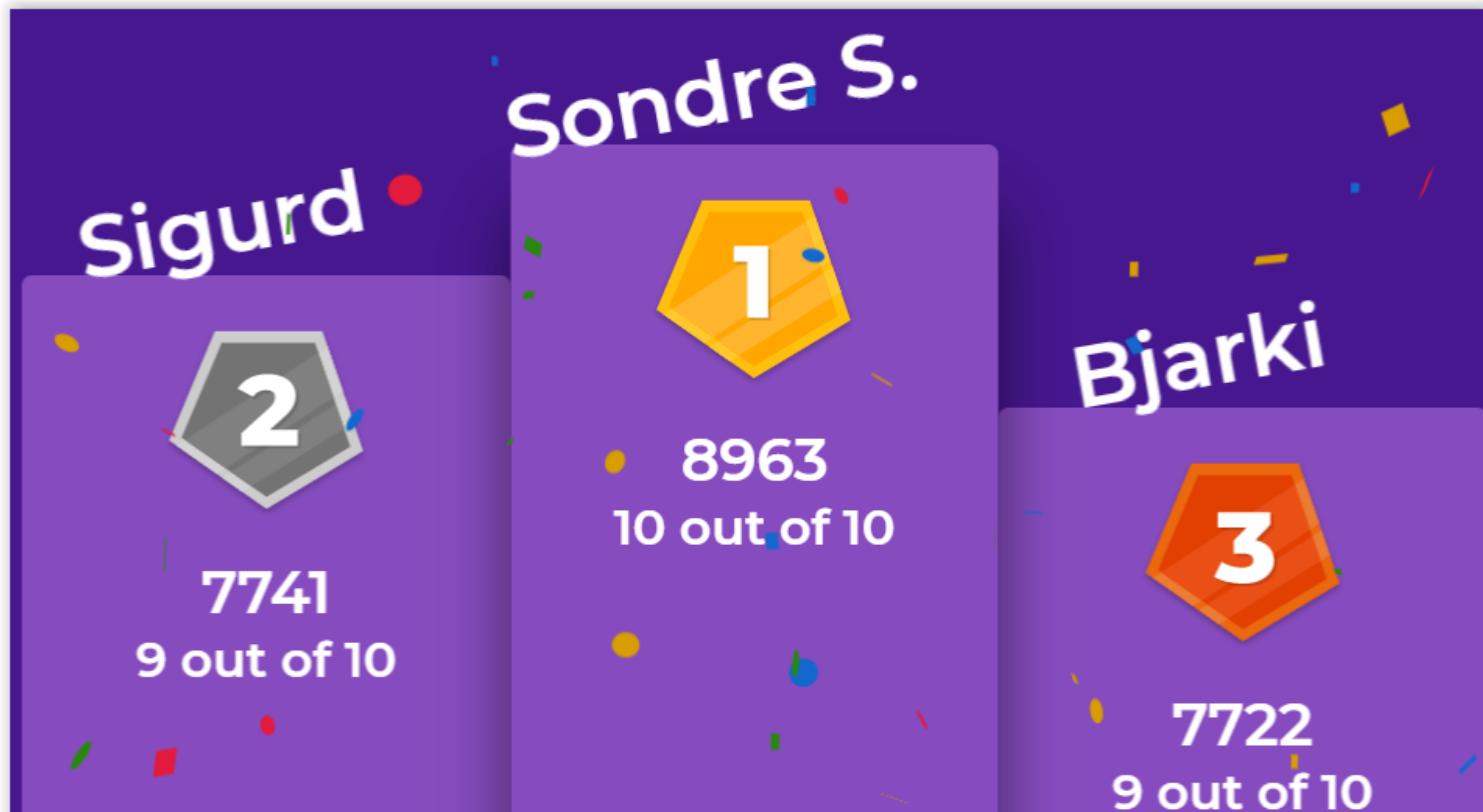 Sondre S.
Sigurd
Bjarki
1
8963
10 out of 10
2
7741
9 out of 10
3
7722
9 out of 10